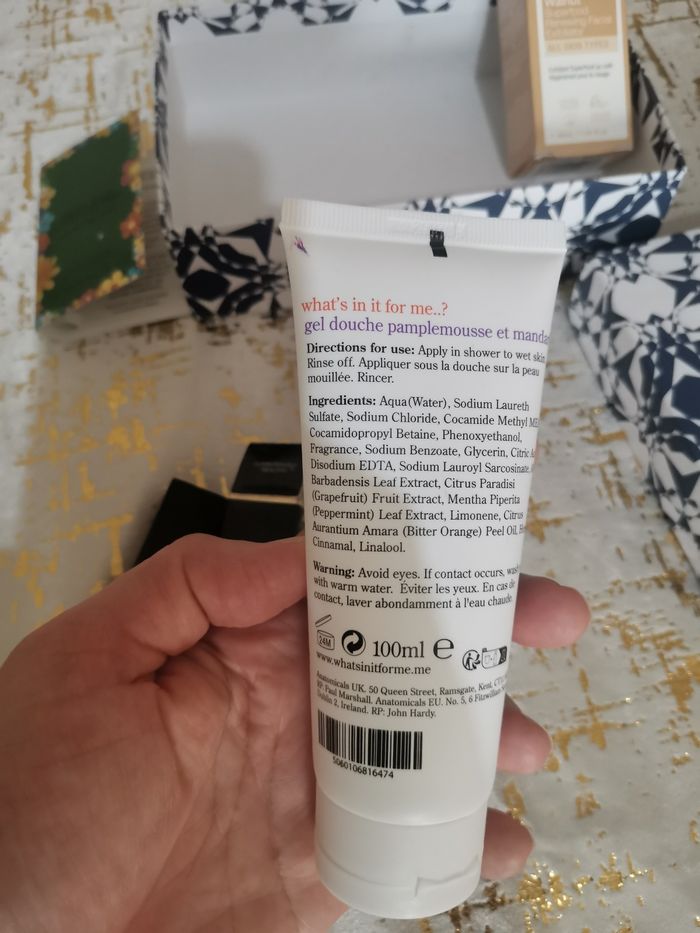 ALL SKIN TYPES
what's in it for me..?
gel douche pamplemousse et
Directions for use: Apply in shower to wet skin
Rinse off. Appliquer sous la douche sur la peau
mouillée. Rincer.
Ingredients: Aqua(Water), Sodium Laureth
Sulfate, Sodium Chloride, Cocamide Methyl
Cocamidopropyl Betaine, Phenoxyethanol,
Fragrance, Sodium Benzoate, Glycerin, Citric
Disodium EDTA, Sodium Lauroyl Sarcosinate,
Barbadensis Leaf Extract, Citrus Paradisi
(Grapefruit) Fruit Extract, Mentha Piperita
(Peppermint) Leaf Extract, Limonene, Citrus
Aurantium Amara (Bitter Orange) Peel Oil,
Cinnamal, Linalool.
Warning: Avoid eyes. If contact occurs,
with warm water. Éviter les yeux. En cas de
contact, laver abondamment à l'eau chaude.
24M 100ml e
www.whatsinitforme.me
Anatomicals UK. 50 Queen Street, Ramsgate, Kent,
RP: Paul Marshall. Anatomicals EU. No. 5, 6 Fitzwilliam
Dublin 2, Ireland. RP: John Hardy.
5060106816474